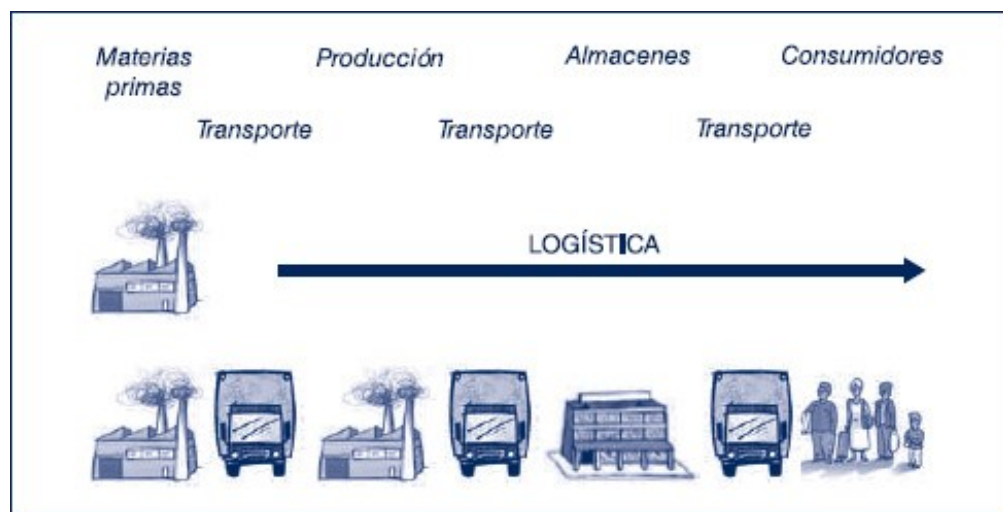 Materias
primas
Producción
Almacenes
Consumidores
Transporte
Transporte
Transporte
LOGÍSTICA